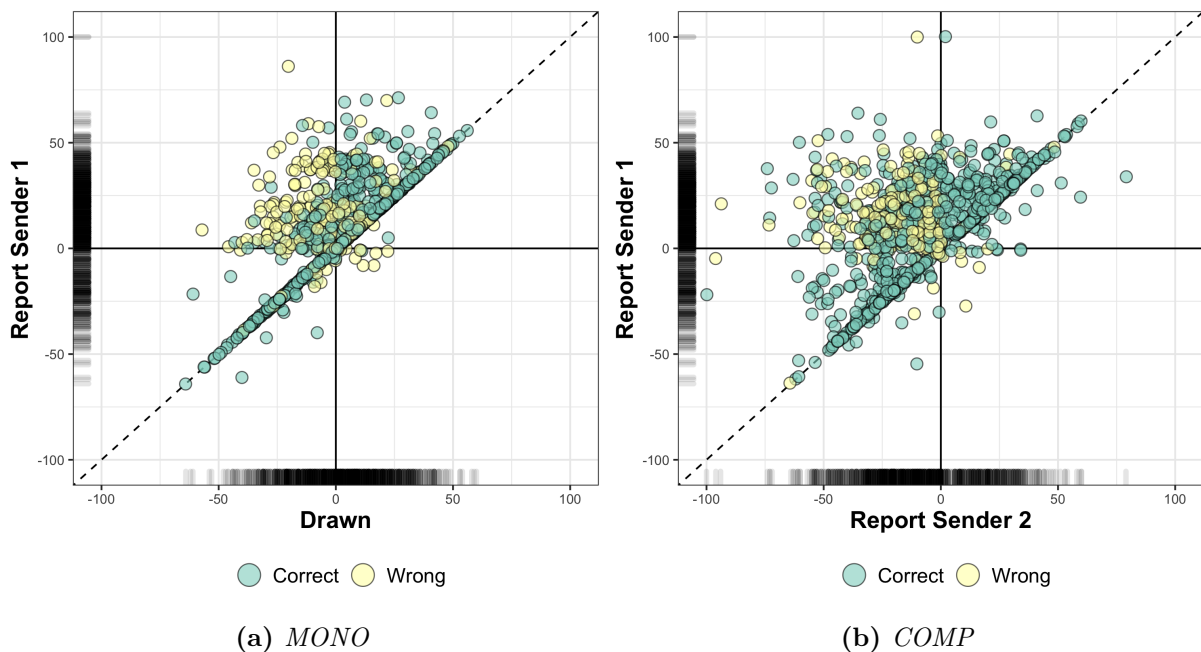 100
50
0
-50
-100
Report Sender 1
-100 -50 0 50 100
Drawn
Correct Wrong
(a) MONO
100
50
0
-50
-100
Report Sender 1
-100 -50 0 50 100
Report Sender 2
Correct Wrong
(b) COMP